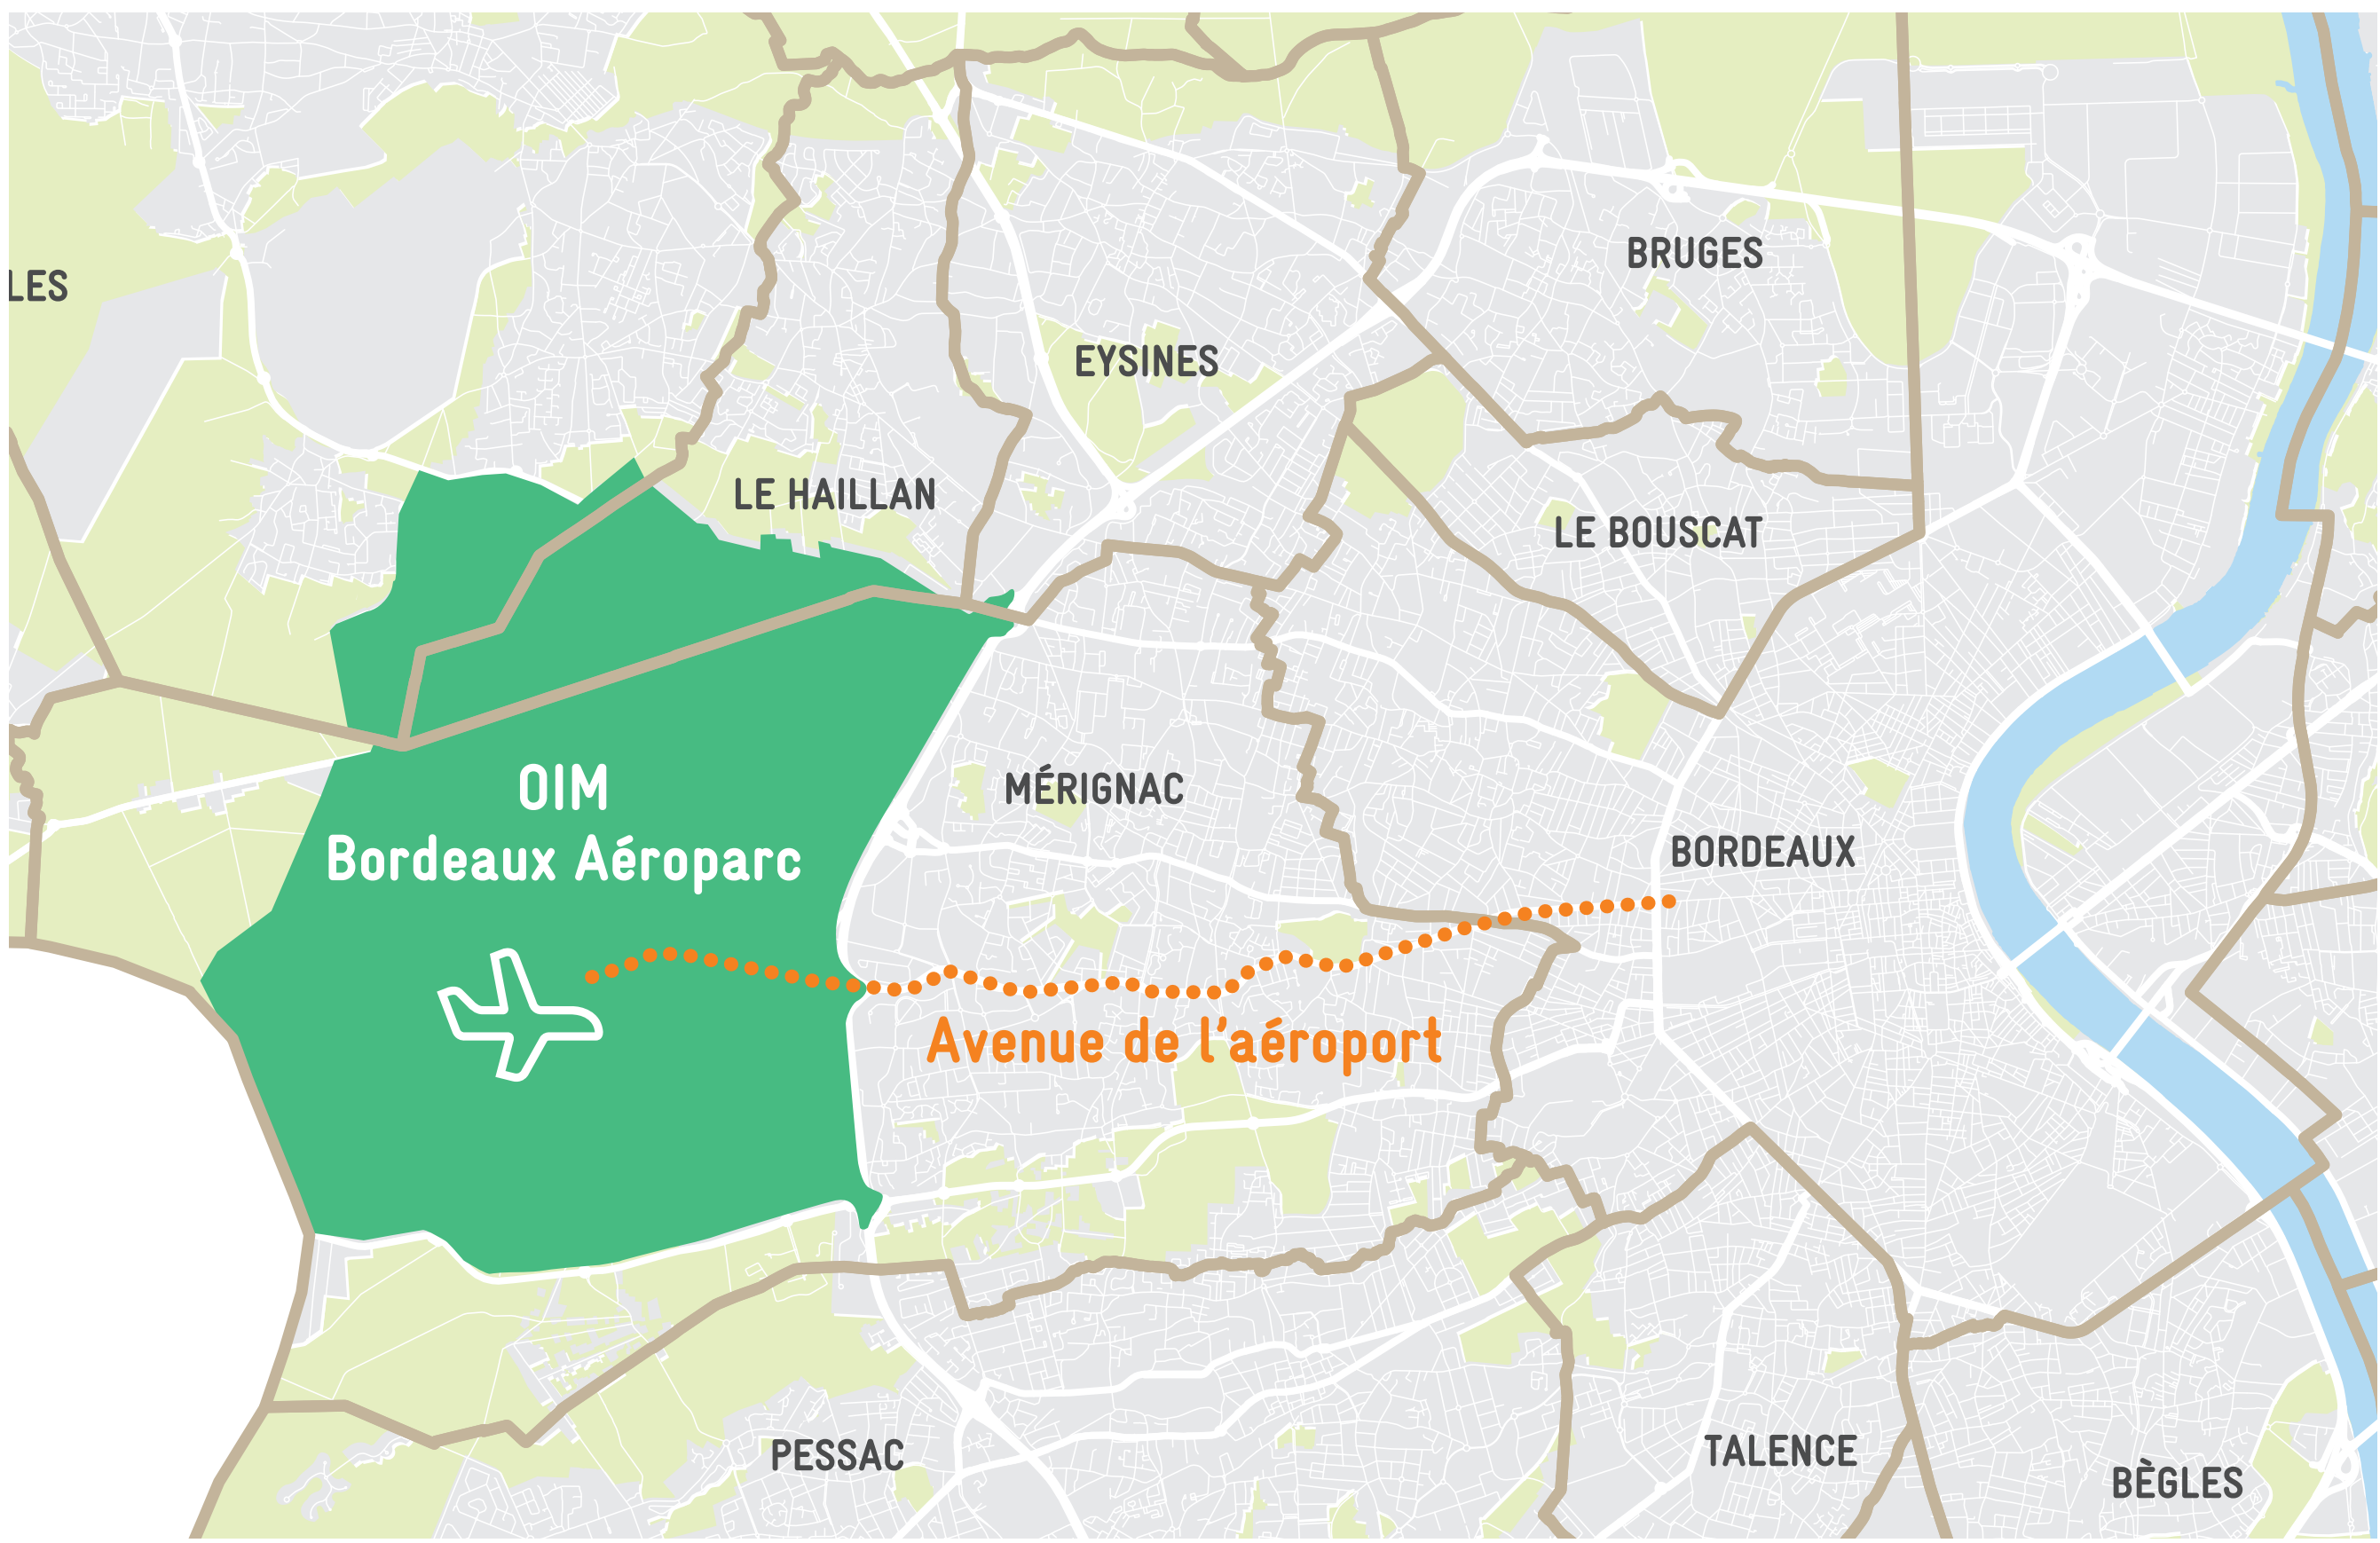 BRUGES
LES
EYSINES
LE HAILLAN
LE BOUSCAT
OIM
Bordeaux Aéroparc
MÉRIGNAC
BORDEAUX
Avenue de l'aéroport
PESSAC
TALENCE
BÈGLES